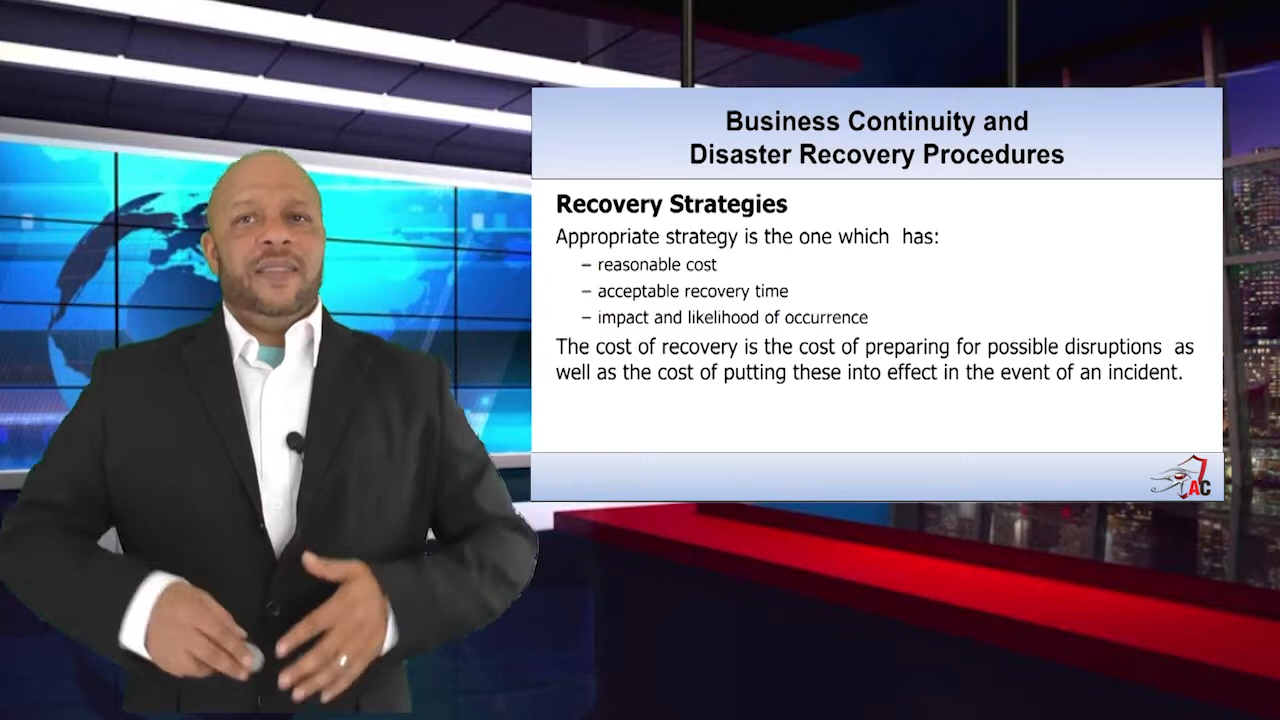 Business Continuity and
Disaster Recovery Procedures
Recovery Strategies
Appropriate strategy is the one which has:
– reasonable cost
– acceptable recovery time
– impact and likelihood of occurrence
The cost of recovery is the cost of preparing for possible disruptions as
well as the cost of putting these into effect in the event of an incident.
AC